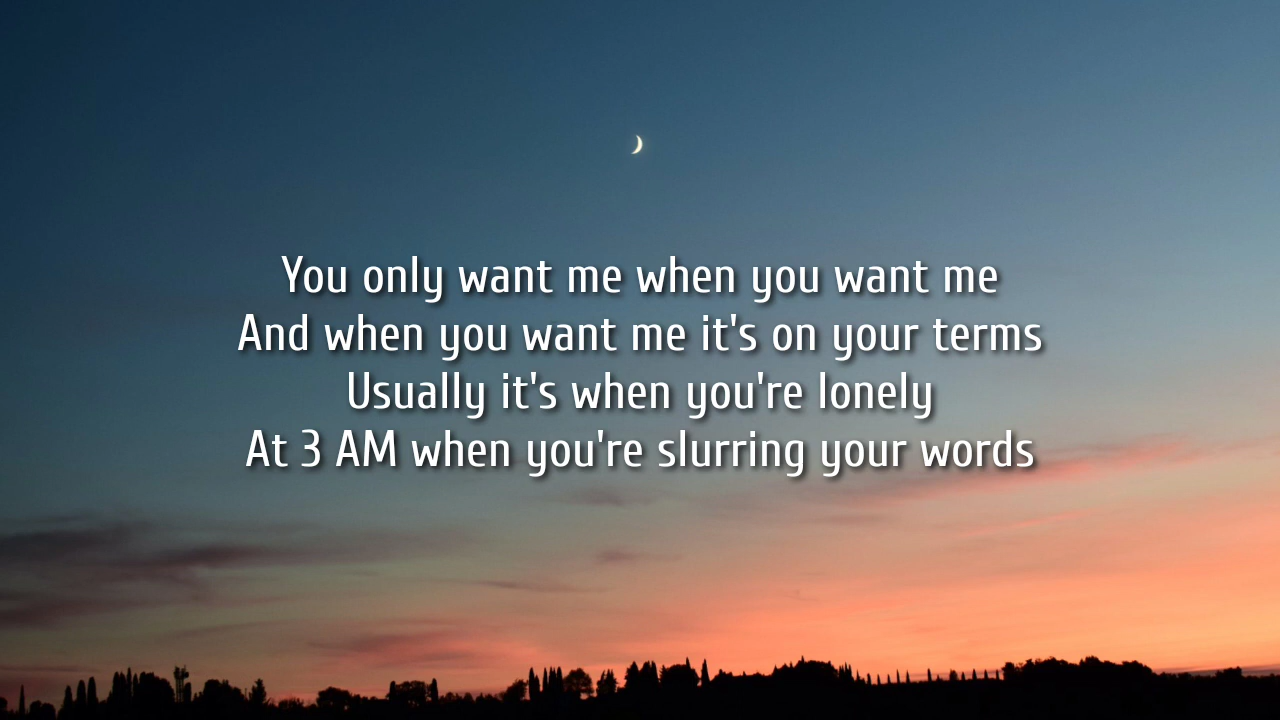 You only want me when you want me
And when you want me it's on your terms
Usually it's when you're lonely
At 3 AM when you're slurring your words